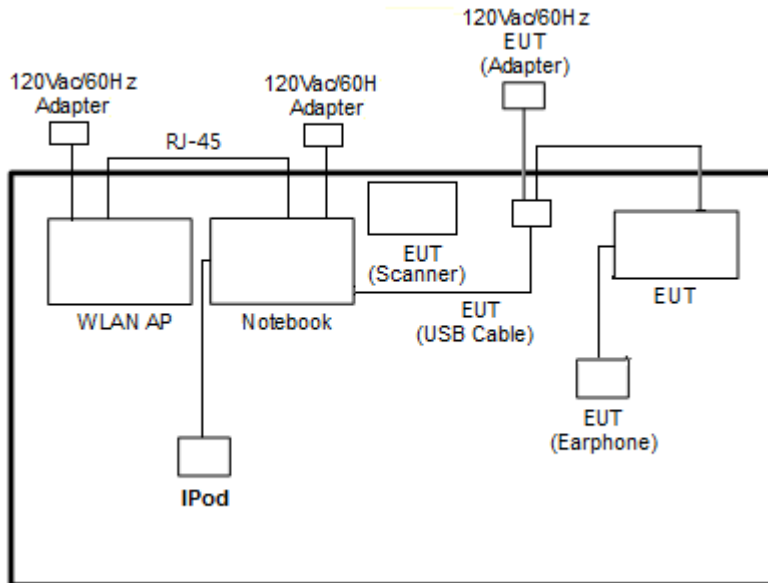 120Vac/60Hz
EUT
(Adapter)
120Vac/60Hz
Adapter
120Vac/60H
Adapter
RJ-45
EUT
(Scanner)
WLAN AP
Notebook
EUT
(USB Cable)
EUT
EUT
(Earphone)
IPod